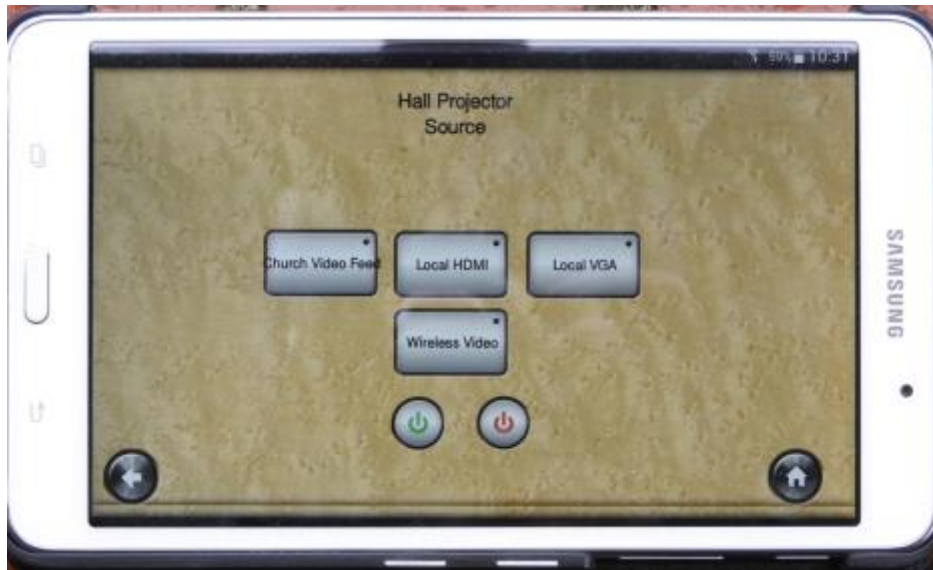 10:31
Hall Projector
Source
Church Video Feed
Local HDMI
Local VGA
Wireless Video
SAMSUNG